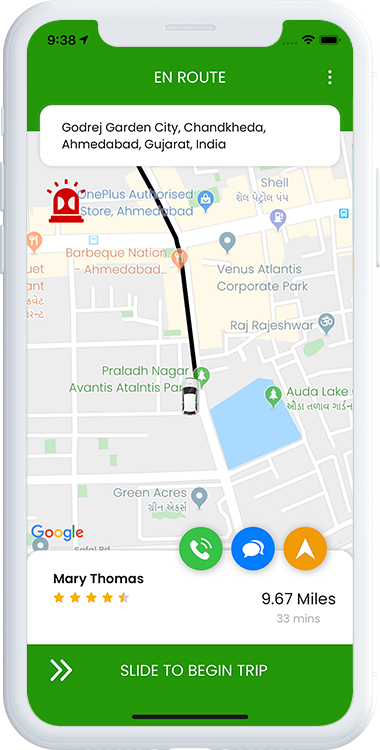 9:38
EN ROUTE
Godrej Garden City, Chandkheda,
Ahmedabad, Gujarat, India
OnePlus Authorised
Store, Ahmedabad
Shell
શેલ પેટ્રોલ પંપ
Barbeque Nation
- Ahmedabad...
uet
ant
Venus Atlantis
Corporate Park
Raj Rajeshwar
Praladh Nagar
Avantis Atalntis Par
Auda Lake G
ઔડા તળાવ ગાર્ડન
Green Acres
ગ્રીન એકર્સ
Google
Safal Rd
Mary Thomas
9.67 Miles
33 mins
SLIDE TO BEGIN TRIP